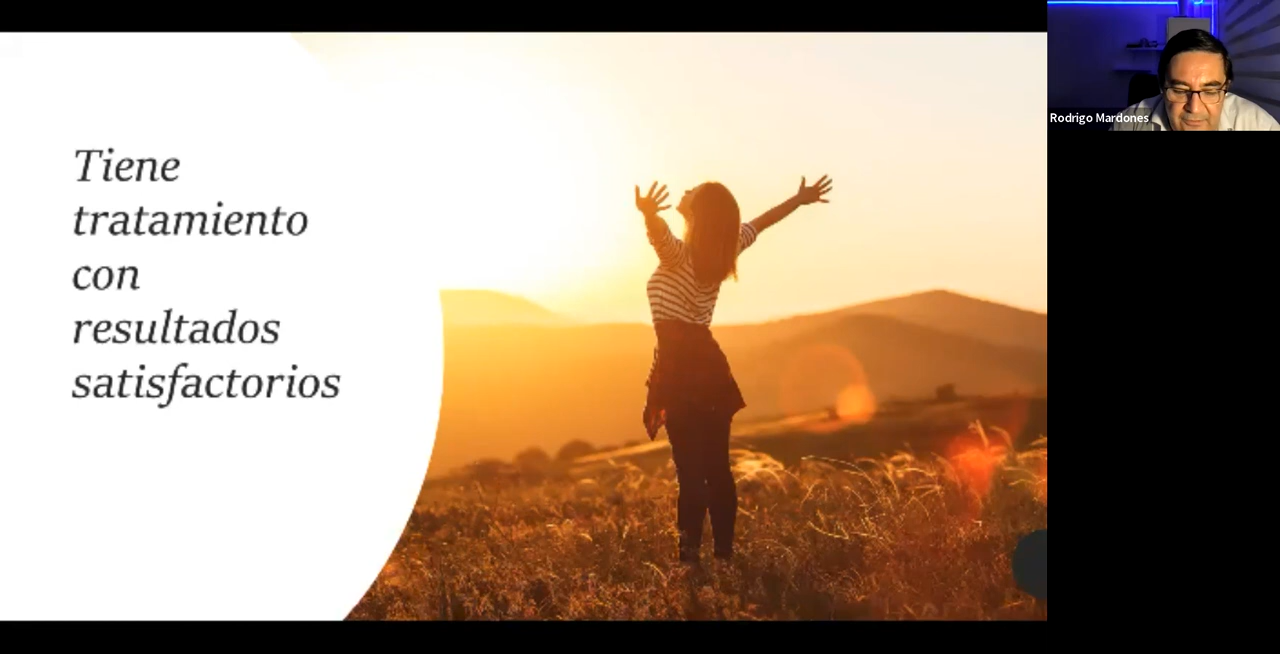 Tiene
tratamiento
con
resultados
satisfactorios
Rodrigo Mardones